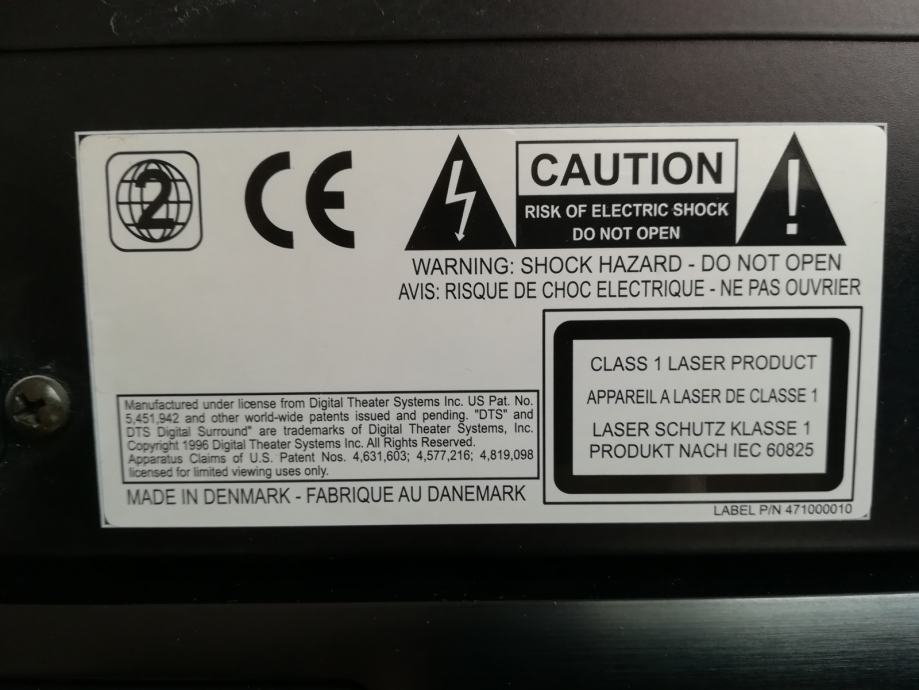 2
CE
CAUTION
RISK OF ELECTRIC SHOCK
DO NOT OPEN
!
WARNING: SHOCK HAZARD - DO NOT OPEN
AVIS: RISQUE DE CHOC ELECTRIQUE - NE PAS OUVRIER
CLASS 1 LASER PRODUCT
APPAREIL A LASER DE CLASSE 1
LASER SCHUTZ KLASSE 1
PRODUKT NACH IEC 60825
Manufactured under license from Digital Theater Systems Inc. US Pat. No.
5,451,942 and other world-wide patents issued and pending. "DTS" and
DTS Digital Surround" are trademarks of Digital Theater Systems, Inc.
Copyright 1996 Digital Theater Systems Inc. All Rights Reserved.
Apparatus Claims of U.S. Patent Nos. 4,631,603; 4,577,216; 4,819,098
licensed for limited viewing uses only.
MADE IN DENMARK - FABRIQUE AU DANEMARK
LABEL P/N 471000010